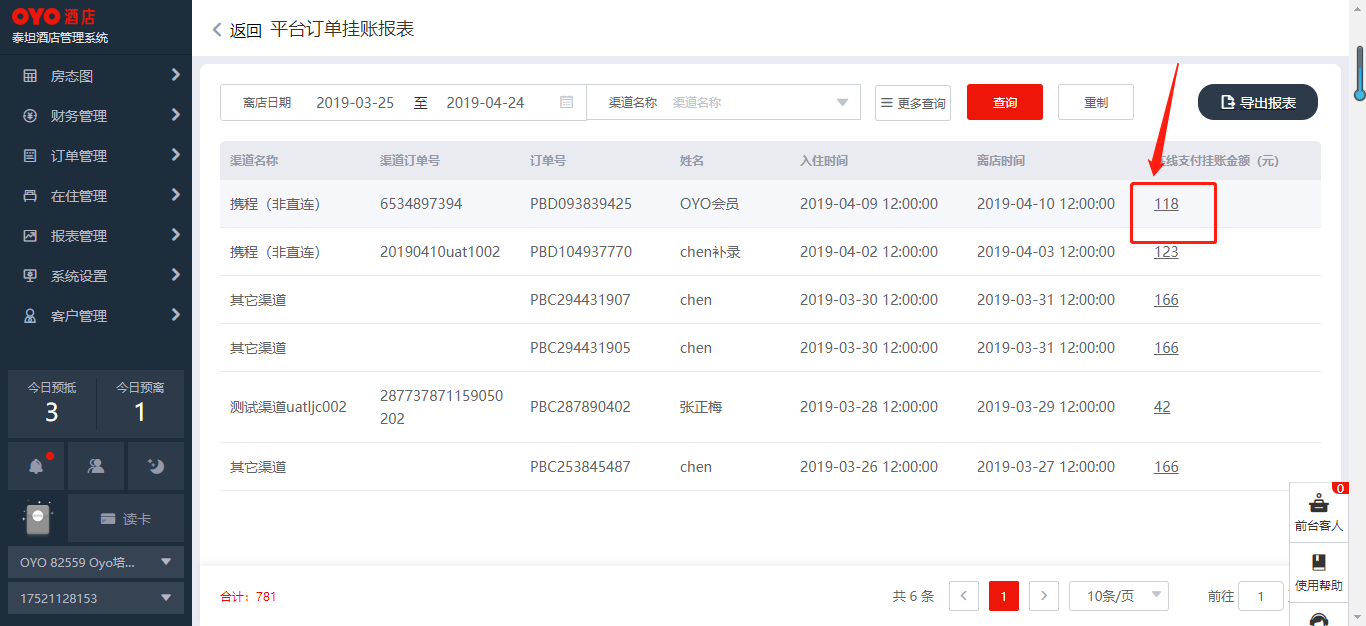 OYO 酒店
泰坦酒店管理系统
房态图
财务管理
订单管理
在住管理
报表管理
系统设置
客户管理
今日预抵 今日预离
3 1
读卡
OYO 82559 Oyo培...
17521128153
返回 平台订单挂账报表
离店日期 2019-03-25 至 2019-04-24 渠道名称 渠道名称 更多查询 查询 重制 导出报表
渠道名称 渠道订单号 订单号 姓名 入住时间 离店时间 线支付挂账金额（元）
携程（非直连） 6534897394 PBD093839425 OYO会员 2019-04-09 12:00:00 2019-04-10 12:00:00 118
携程（非直连） 20190410uat1002 PBD104937770 chen补录 2019-04-02 12:00:00 2019-04-03 12:00:00 123
其它渠道 PBC294431907 chen 2019-03-30 12:00:00 2019-03-31 12:00:00 166
其它渠道 PBC294431905 chen 2019-03-30 12:00:00 2019-03-31 12:00:00 166
测试渠道uatljc002 287737871159050 PBC287890402 张正梅 2019-03-28 12:00:00 2019-03-29 12:00:00 42
202
其它渠道 PBC253845487 chen 2019-03-26 12:00:00 2019-03-27 12:00:00 166
合计：781 共 6 条 1 10条/页 前往 1
0
前台客人
使用帮助